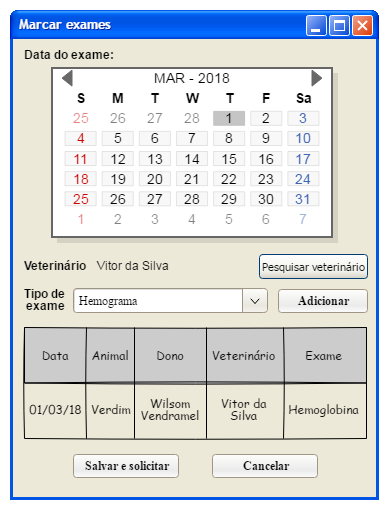 Marcar exames
Data do exame:
MAR - 2018
S M T W T F Sa
25 26 27 28 1 2 3
4 5 6 7 8 9 10
11 12 13 14 15 16 17
18 19 20 21 22 23 24
25 26 27 28 29 30 31
1 2 3 4 5 6 7
Veterinário Vitor da Silva Pesquisar veterinário
Tipo de
exame Hemograma Adicionar
Data Animal Dono Veterinário Exame
01/03/18 Verdim Wilsom Vitor da Hemoglobina
Vendramel Silva
Salvar e solicitar Cancelar